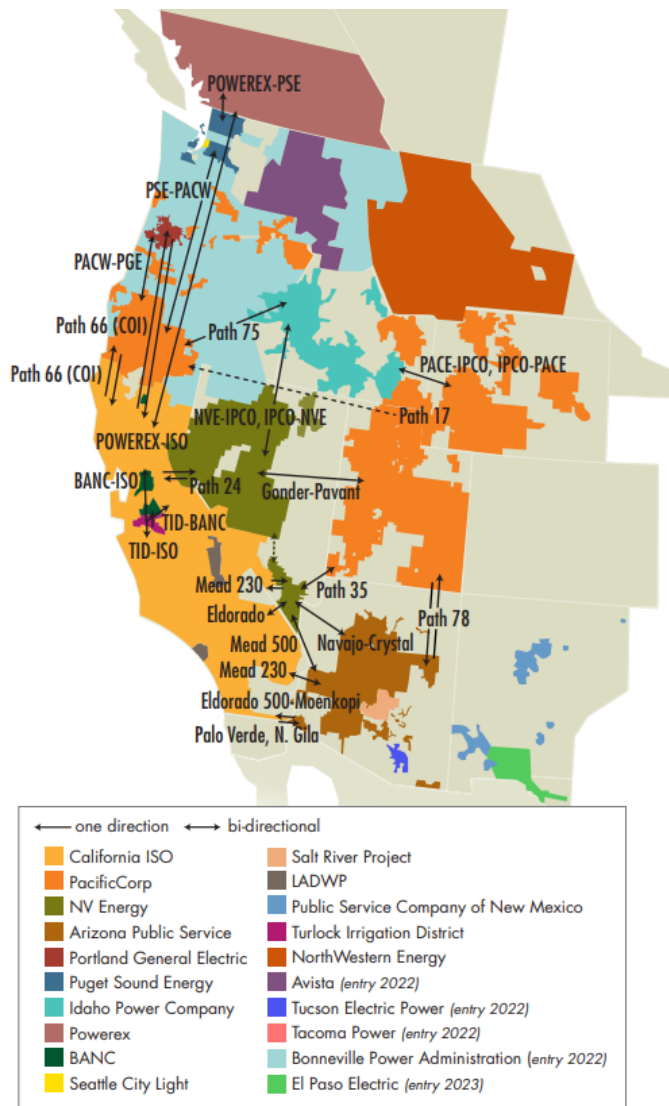 POWEREX-PSE
PSE-PACW
PACW-PGE
Path 66 (COI)
Path 75
Path 66 (COI)
PACE-IPCO, IPCO-PACE
NVE-IPCO, IPCO-NVE
Path 17
POWEREX-ISO
BANC-ISO
Path 24
Gonder-Pavant
TID-BANC
TID-ISO
Mead 230
Path 35
Eldorado
Path 78
Mead 500
Navajo-Crystal
Mead 230
Eldorado 500-Moenkopi
Palo Verde, N. Gila
one direction
bi-directional
California ISO
PacificCorp
NV Energy
Arizona Public Service
Portland General Electric
Puget Sound Energy
Idaho Power Company
Powerex
BANC
Seattle City Light
Salt River Project
LADWP
Public Service Company of New Mexico
Turlock Irrigation District
NorthWestern Energy
Avista (entry 2022)
Tucson Electric Power (entry 2022)
Tacoma Power (entry 2022)
Bonneville Power Administration (entry 2022)
El Paso Electric (entry 2023)